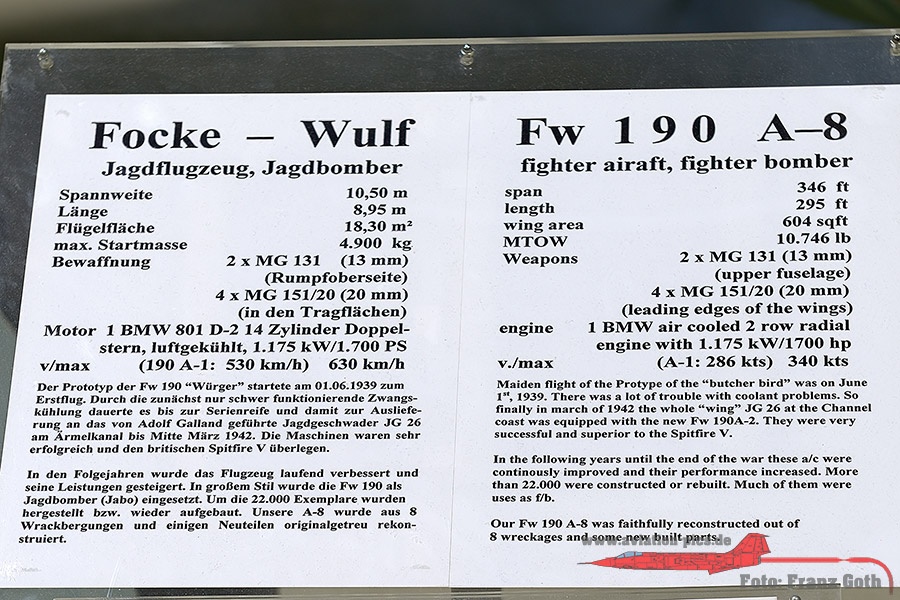 Focke – Wulf
Jagdflugzeug, Jagdbomber
Spannweite 10,50 m
Länge 8,95 m
Flügelfläche 18,30 m²
max. Startmasse 4.900 kg
Bewaffnung 2 x MG 131 (13 mm)
(Rumpfoberseite)
4 x MG 151/20 (20 mm)
(in den Tragflächen)
Motor 1 BMW 801 D-2 14 Zylinder Doppel-
stern, luftgekühlt, 1.175 kW/1.700 PS
v/max (190 A-1: 530 km/h) 630 km/h
Der Prototyp der Fw 190 “Würger” startete am 01.06.1939 zum
Erstflug. Durch die zunächst nur schwer funktionierende Zwangs-
kühlung dauerte es bis zur Serienreife und damit zur Ausliefe-
rung an das von Adolf Galland geführte Jagdgeschwader JG 26
am Ärmelkanal bis Mitte März 1942. Die Maschinen waren sehr
erfolgreich und den britischen Spitfire V überlegen.
In den Folgejahren wurde das Flugzeug laufend verbessert und
seine Leistungen gesteigert. In großem Stil wurde die Fw 190 als
Jagdbomber (Jabo) eingesetzt. Um die 22.000 Exemplare wurden
hergestellt bzw. wieder aufgebaut. Unsere A-8 wurde aus 8
Wrackbergungen und einigen Neuteilen originalgetreu rekon-
struiert.
Fw 190 A–8
fighter airaft, fighter bomber
span 346 ft
length 295 ft
wing area 604 sqft
MTOW 10.746 lb
Weapons 2 x MG 131 (13 mm)
(upper fuselage)
4 x MG 151/20 (20 mm)
(leading edges of the wings)
engine 1 BMW air cooled 2 row radial
engine with 1.175 kW/1700 hp
v./max (A-1: 286 kts) 340 kts
Maiden flight of the Protype of the “butcher bird” was on June
1st, 1939. There was a lot of trouble with coolant problems. So
finally in march of 1942 the whole “wing” JG 26 at the Channel
coast was equipped with the new Fw 190A-2. They were very
successful and superior to the Spitfire V.
In the following years until the end of the war these a/c were
continously improved and their performance increased. More
than 22.000 were constructed or rebuilt. Much of them were
uses as f/b.
Our Fw 190 A-8 was faithfully reconstructed out of
8 wreckages and some new built parts.
www.aviation-pics.de
Foto: Franz Goth